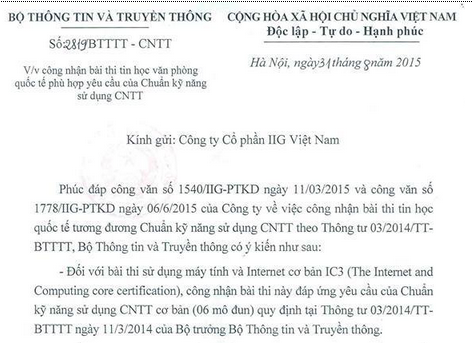 BỘ THÔNG TIN VÀ TRUYỀN THÔNG
CỘNG HÒA XÃ HỘI CHỦ NGHĨA VIỆT NAM
Độc lập - Tự do - Hạnh phúc
Số:2819/BTTTT - CNTT
Hà Nội, ngày31tháng 8năm 2015
V/v công nhận bài thi tin học văn phòng
quốc tế phù hợp yêu cầu của Chuẩn kỹ năng
sử dụng CNTT
Kính gửi: Công ty Cổ phần IIG Việt Nam
Phúc đáp công văn số 1540/IIG-PTKD ngày 11/03/2015 và công văn số
1778/IIG-PTKD ngày 06/6/2015 của Công ty về việc công nhận bài thi tin học
quốc tế tương đương Chuẩn kỹ năng sử dụng CNTT theo Thông tư 03/2014/TT-
BTTTT, Bộ Thông tin và Truyền thông có ý kiến như sau:
- Đối với bài thi sử dụng máy tính và Internet cơ bản IC3 (The Internet and
Computing core certification), công nhận bài thi này đáp ứng yêu cầu của Chuẩn
kỹ năng sử dụng CNTT cơ bản (06 mô đun) quy định tại Thông tư 03/2014/TT-
BTTTT ngày 11/3/2014 của Bộ trưởng Bộ Thông tin và Truyền thông.